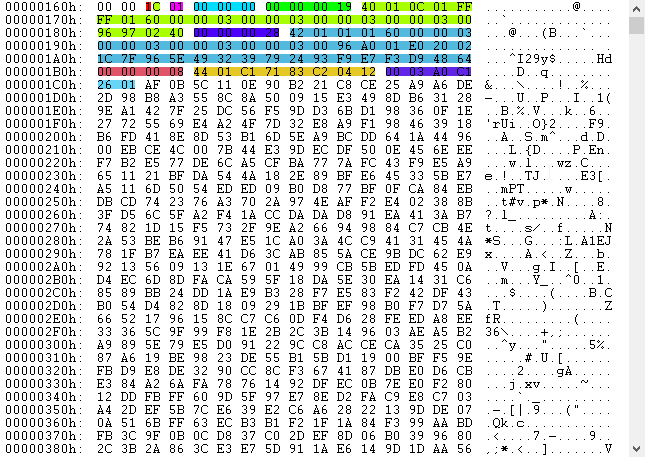 00000160h: 00 00 1C 01 00 00 00 00 00 00 19 40 01 0C 01 FF ...........@....
00000170h: FF 01 60 00 00 03 00 00 03 00 00 03 00 00 03 00 ..`.............
00000180h: 96 97 02 40 00 00 00 28 42 01 01 01 60 00 00 03 ...@...(B...`...
00000190h: 00 00 03 00 00 03 00 00 03 00 96 A0 01 E0 20 02
000001A0h: 1C 7F 96 5E 49 32 39 79 24 93 F9 E7 F3 D9 48 64
000001B0h: 00 00 00 08 44 01 C1 71 83 C2 04 12 00 03 A0 C1
000001C0h: 26 01 AF 0B 5C 11 0E 90 B2 21 C8 CE 25 A9 A6 DE
000001D0h: 2D 98 B8 A3 55 8C 8A 50 09 15 E3 49 8D B6 31 28
000001E0h: 9E A1 42 7F 25 DC 56 F5 9D D3 6B D1 98 36 0F 1E
000001F0h: 27 72 55 69 E4 A2 4F 7D 32 E8 A9 F1 98 46 39 18
00000200h: B6 FD 41 8E 8D 53 B1 6D 5E A9 BC DD 64 1A 44 96
00000210h: 00 EB CE 4C 00 7B 44 E3 9D EC DF 50 0E 45 6E EE
00000220h: F7 B2 E5 77 DE 6C A5 CF BA 77 7A FC 43 F9 E5 A9
00000230h: 65 11 21 BF DA 54 4A 18 2E 89 BF E6 45 33 5B E7
00000240h: A5 11 6D 50 54 ED ED 09 B0 D8 77 BF 0F CA 84 EB
00000250h: DB CD 74 23 76 A3 70 2A 97 4E AF F2 E4 02 38 8B
00000260h: 3F D5 6C 5F A2 F4 1A CC DA DA D8 91 EA 41 3A B7
00000270h: 74 82 1D 15 F5 73 2F 9E A2 66 94 98 84 C7 CB 4E
00000280h: 2A 53 BE B6 91 47 E5 1C A0 3A 4C C9 41 31 45 4A
00000290h: 78 1F B7 EA EE 41 D6 3C AB 85 5A CE 9B DC 62 E9
000002A0h: 92 13 56 09 13 1E 67 01 49 99 CB 5B ED FD 45 0A
000002B0h: D4 EC 6D 8D FA CA 59 5F 18 DA 5E 30 EA 14 31 C6
000002C0h: 85 89 BB 24 DD 1A E9 B3 28 F7 E5 83 F2 42 DF 43
000002D0h: B0 54 D4 82 8D 18 09 29 1B BF EF 98 B0 F7 D7 5A
000002E0h: 66 52 17 96 15 8C C7 C6 0D F4 D6 28 FE ED A8 EE
000002F0h: 33 36 5C 9F 99 F8 1E 2B 2C 3B 14 96 03 AE A5 B2
00000300h: A9 89 5E 79 E5 D0 91 22 9C C8 AC CE CA 35 25 C0
00000310h: 87 A6 19 BE 98 23 DE 55 B1 5B D1 19 00 BF F5 9E
00000320h: FB D9 E8 DE 32 90 CC 8C F3 67 41 87 DB E0 D6 CB
00000330h: E3 84 A2 6A FA 78 76 14 92 DF EC 0B 7E E0 F2 80
00000340h: 12 DD FB FF 60 9D 5F 97 E7 8E D2 FA C9 E8 C7 03
00000350h: A4 2D EF 5B 7C E6 39 E2 C6 A6 28 22 13 9D DE 07
00000360h: 0A 51 6B FF 63 EC B3 B1 F2 1F 1A 84 F3 99 AA BD
00000370h: FB 3C 9F 0B 0C D8 37 C0 2D EF 8D 06 B0 39 96 80
00000380h: 2C 3B 2A 86 3C E3 E7 5D 91 1A E6 14 9D 1D AA 56